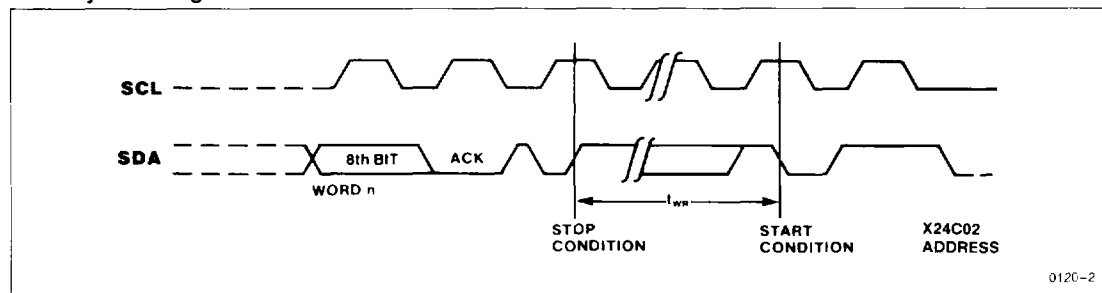 SCL
SDA
8th BIT
ACK
WORD n
tWR
STOP
CONDITION
START
CONDITION
X24C02
ADDRESS
0120-2